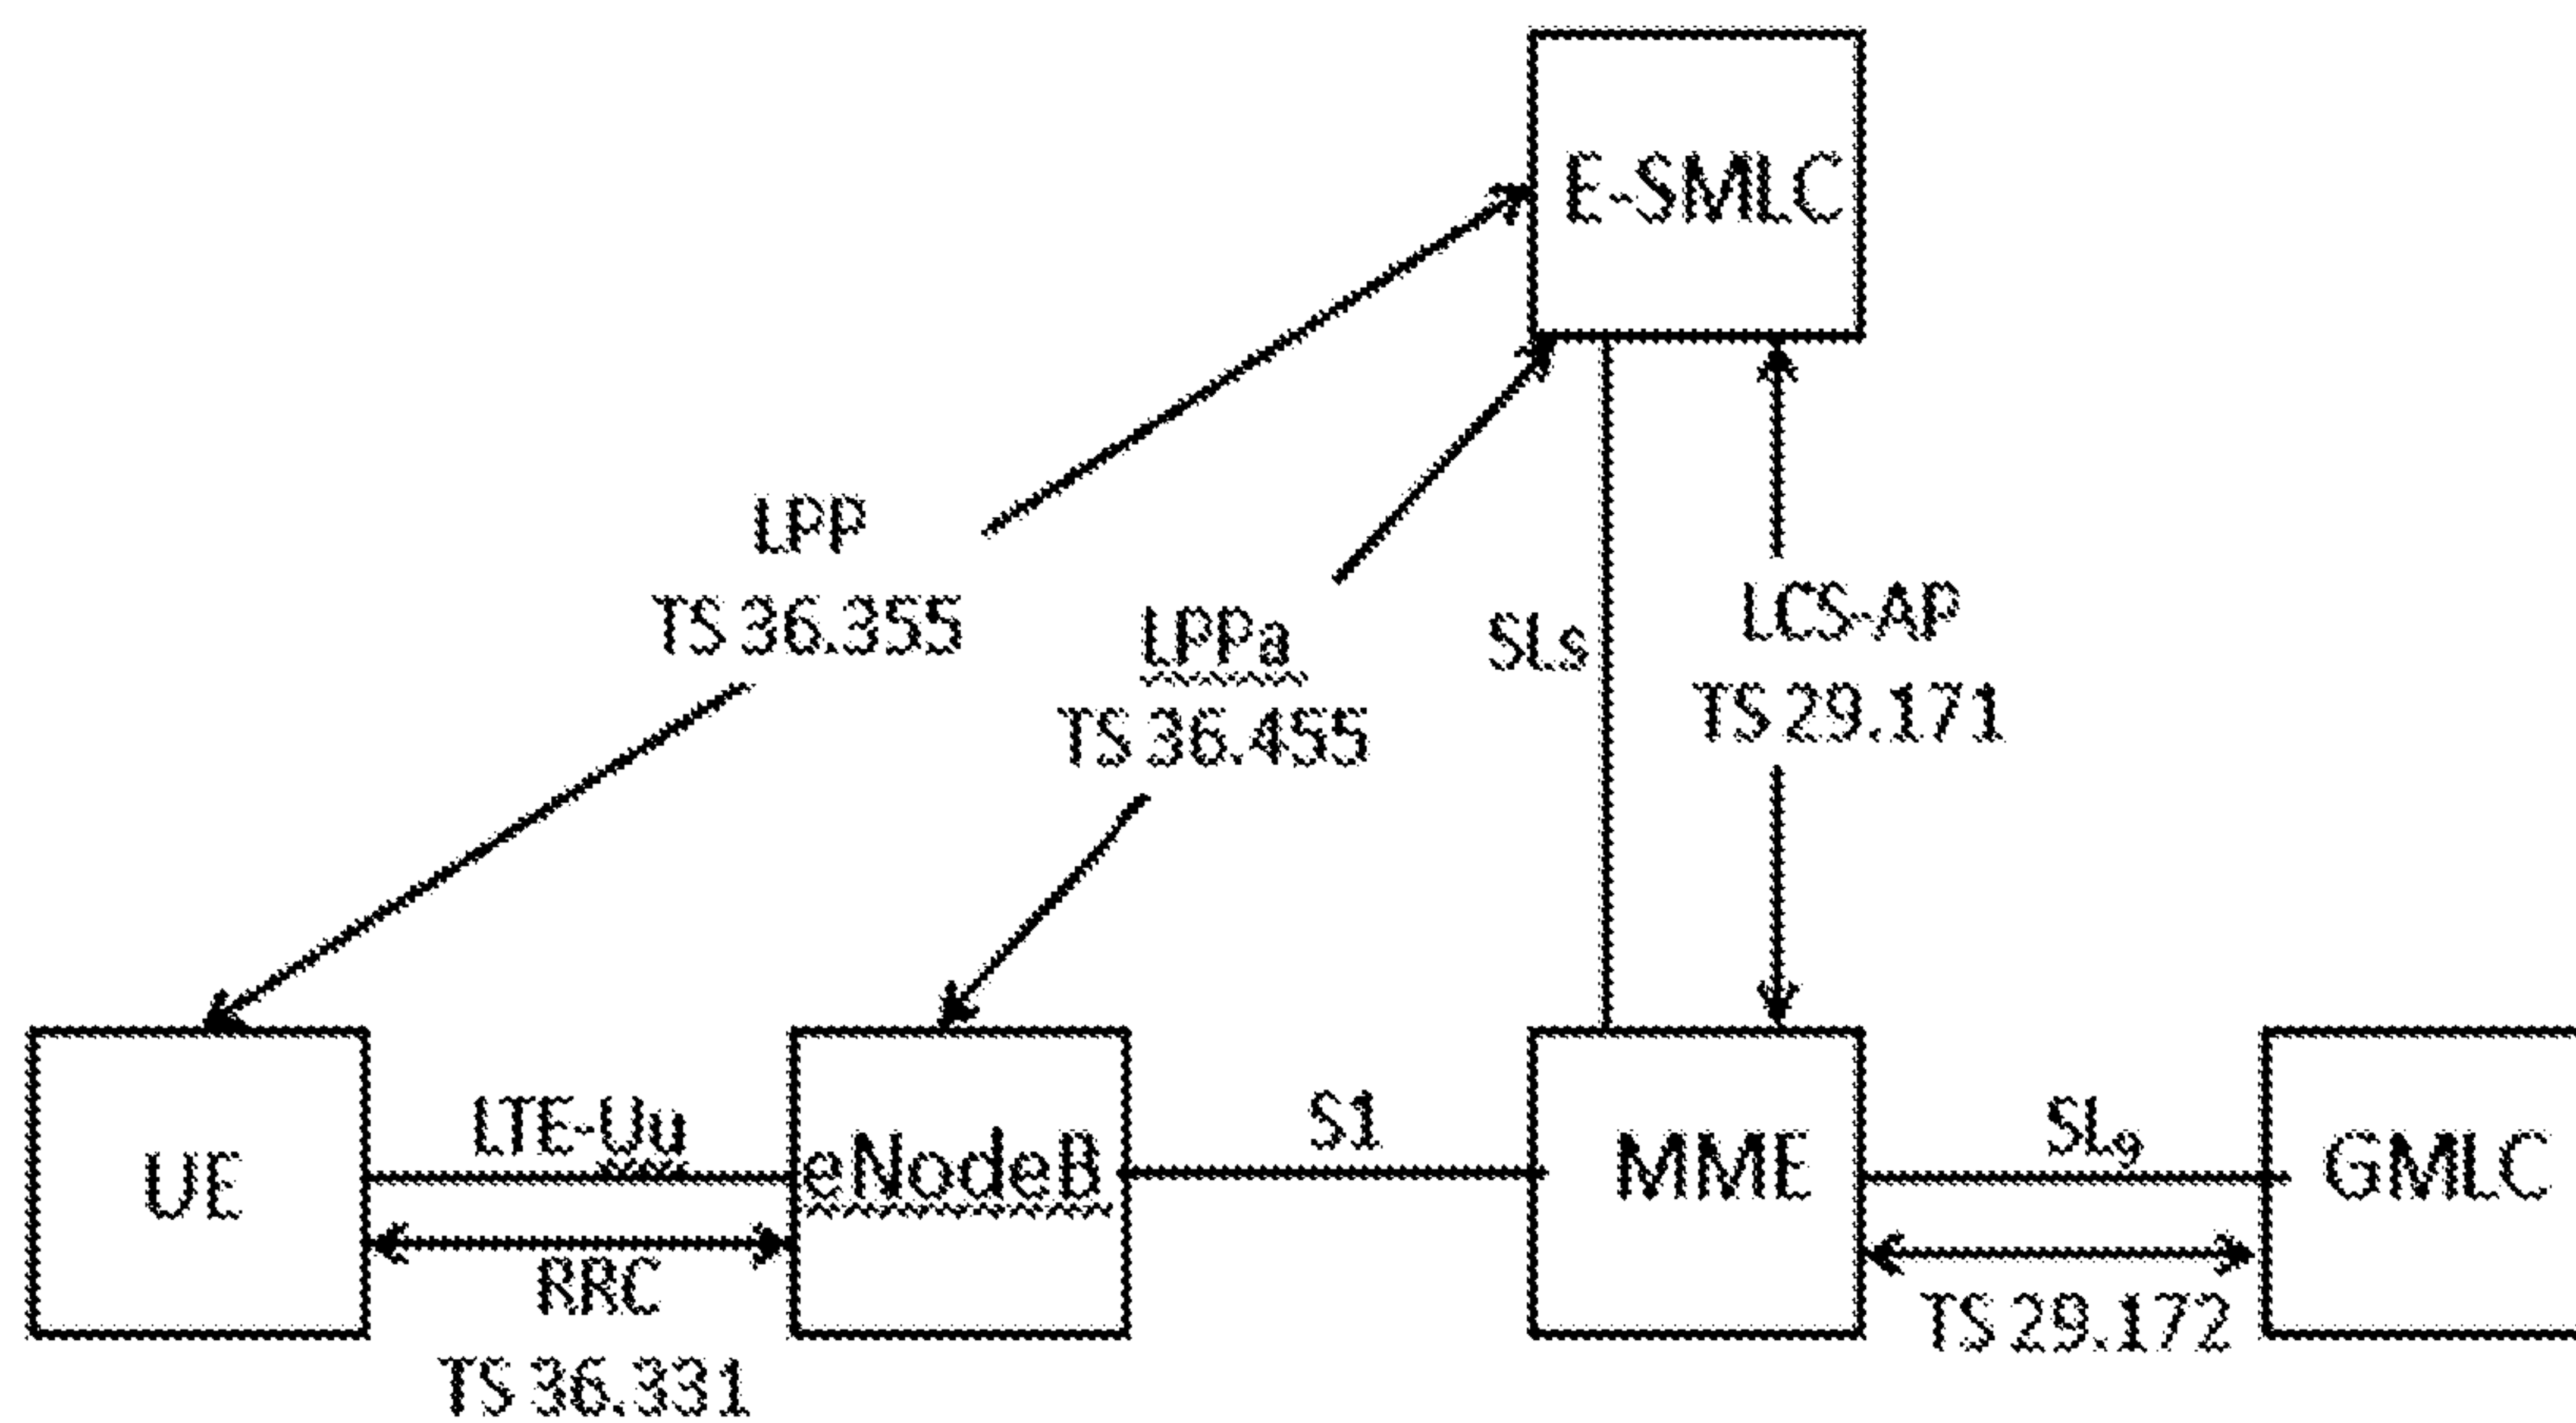 E-SMLC
LPP
TS 36.355
LPPa
TS 36.455
SLs
LCS-AP
TS 29.171
UE
LTE-Uu
RRC
TS 36.331
eNodeB
S1
MME
SLg
TS 29.172
GMLC